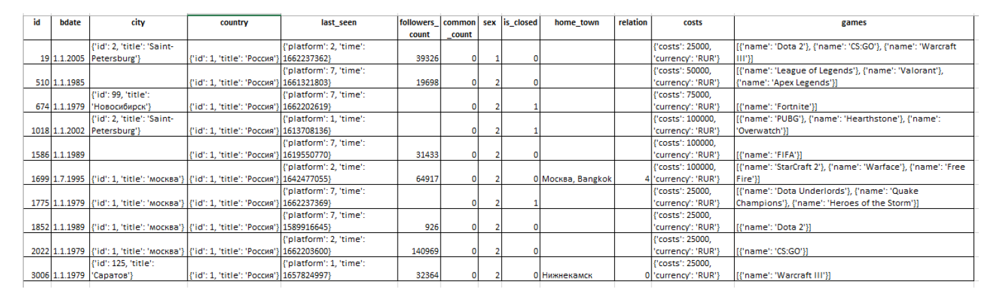 id bdate city country last_seen followers_ common sex is_closed home_town relation costs games
count _count
{'id': 2, 'title': 'Saint- {'platform': 2, 'time': {'costs': 25000, [{'name': 'Dota 2'}, {'name': 'CS:GO'}, {'name': 'Warcraft
19 1.1.2005 Petersburg'} {'id': 1, 'title': 'Россия'} 1662237362} 39326 0 1 0 'currency': 'RUR'} III'}]
{'platform': 7, 'time': {'costs': 50000, [{'name': 'League of Legends'}, {'name': 'Valorant'},
510 1.1.1985 {'id': 1, 'title': 'Россия'} 1661321803} 19698 0 2 0 'currency': 'RUR'} {'name': 'Apex Legends'}]
{'id': 99, 'title': {'platform': 7, 'time': {'costs': 75000,
674 1.1.1979 'Новосибирск'} {'id': 1, 'title': 'Россия'} 1662202619} 0 2 1 'currency': 'RUR'} [{'name': 'Fortnite'}]
{'id': 2, 'title': 'Saint- {'platform': 1, 'time': {'costs': 100000, [{'name': 'PUBG'}, {'name': 'Hearthstone'}, {'name':
1018 1.1.2002 Petersburg'} {'id': 1, 'title': 'Россия'} 1613708136} 0 2 1 'currency': 'RUR'} 'Overwatch'}]
{'platform': 7, 'time': {'costs': 100000,
1586 1.1.1989 {'id': 1, 'title': 'Россия'} 1619550770} 31433 0 2 0 'currency': 'RUR'} [{'name': 'FIFA'}]
{'platform': 2, 'time': {'costs': 100000, [{'name': 'StarCraft 2'}, {'name': 'Warface'}, {'name': 'Free
1699 1.7.1995 {'id': 1, 'title': 'москва'} {'id': 1, 'title': 'Россия'} 1642477055} 64917 0 2 0 Москва, Bangkok 4 'currency': 'RUR'} Fire'}]
{'platform': 7, 'time': {'costs': 25000, [{'name': 'Dota Underlords'}, {'name': 'Quake
1775 1.1.1979 {'id': 1, 'title': 'москва'} {'id': 1, 'title': 'Россия'} 1662237369} 0 2 1 'currency': 'RUR'} Champions'}, {'name': 'Heroes of the Storm'}]
{'platform': 7, 'time': {'costs': 25000,
1852 1.1.1989 {'id': 1, 'title': 'москва'} {'id': 1, 'title': 'Россия'} 1589916645} 926 0 2 0 'currency': 'RUR'} [{'name': 'Dota 2'}]
{'platform': 2, 'time': {'costs': 25000,
2022 1.1.1979 {'id': 1, 'title': 'москва'} {'id': 1, 'title': 'Россия'} 1662203600} 140969 0 2 0 'currency': 'RUR'} [{'name': 'CS:GO'}]
{'id': 125, 'title': {'platform': 1, 'time': {'costs': 25000,
3006 1.1.1979 'Саратов'} {'id': 1, 'title': 'Россия'} 1657824997} 32364 0 2 0 Нижнекамск 0 'currency': 'RUR'} [{'name': 'Warcraft III'}]